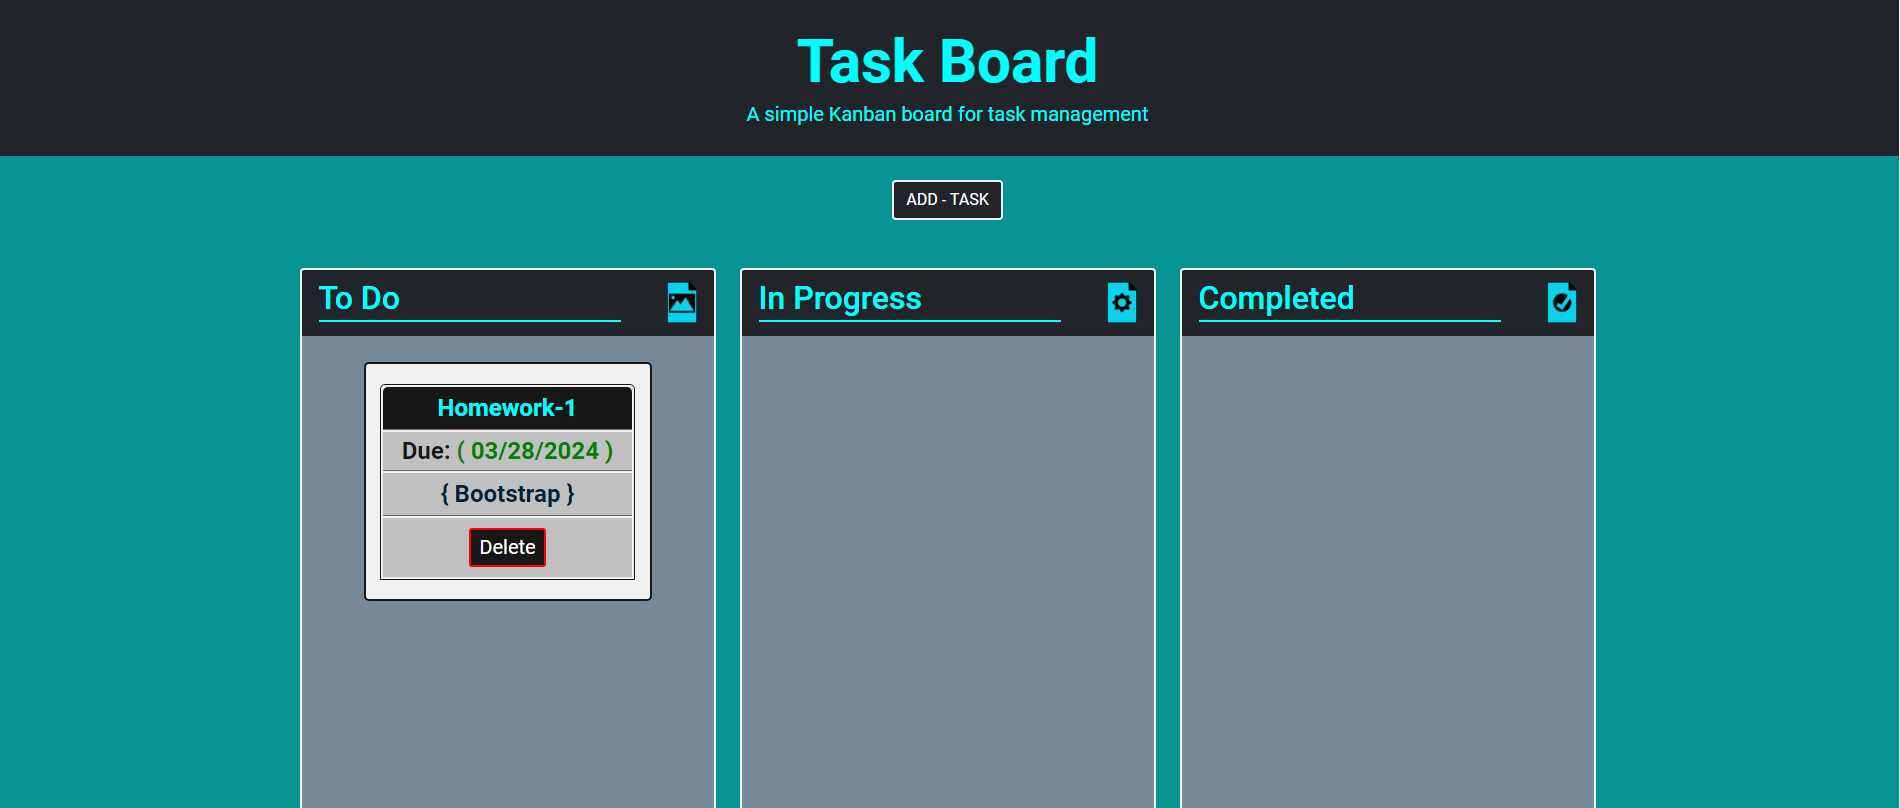 Task Board
A simple Kanban board for task management
ADD - TASK
To Do
In Progress
Completed
Homework-1
Due: ( 03/28/2024 )
{ Bootstrap }
Delete